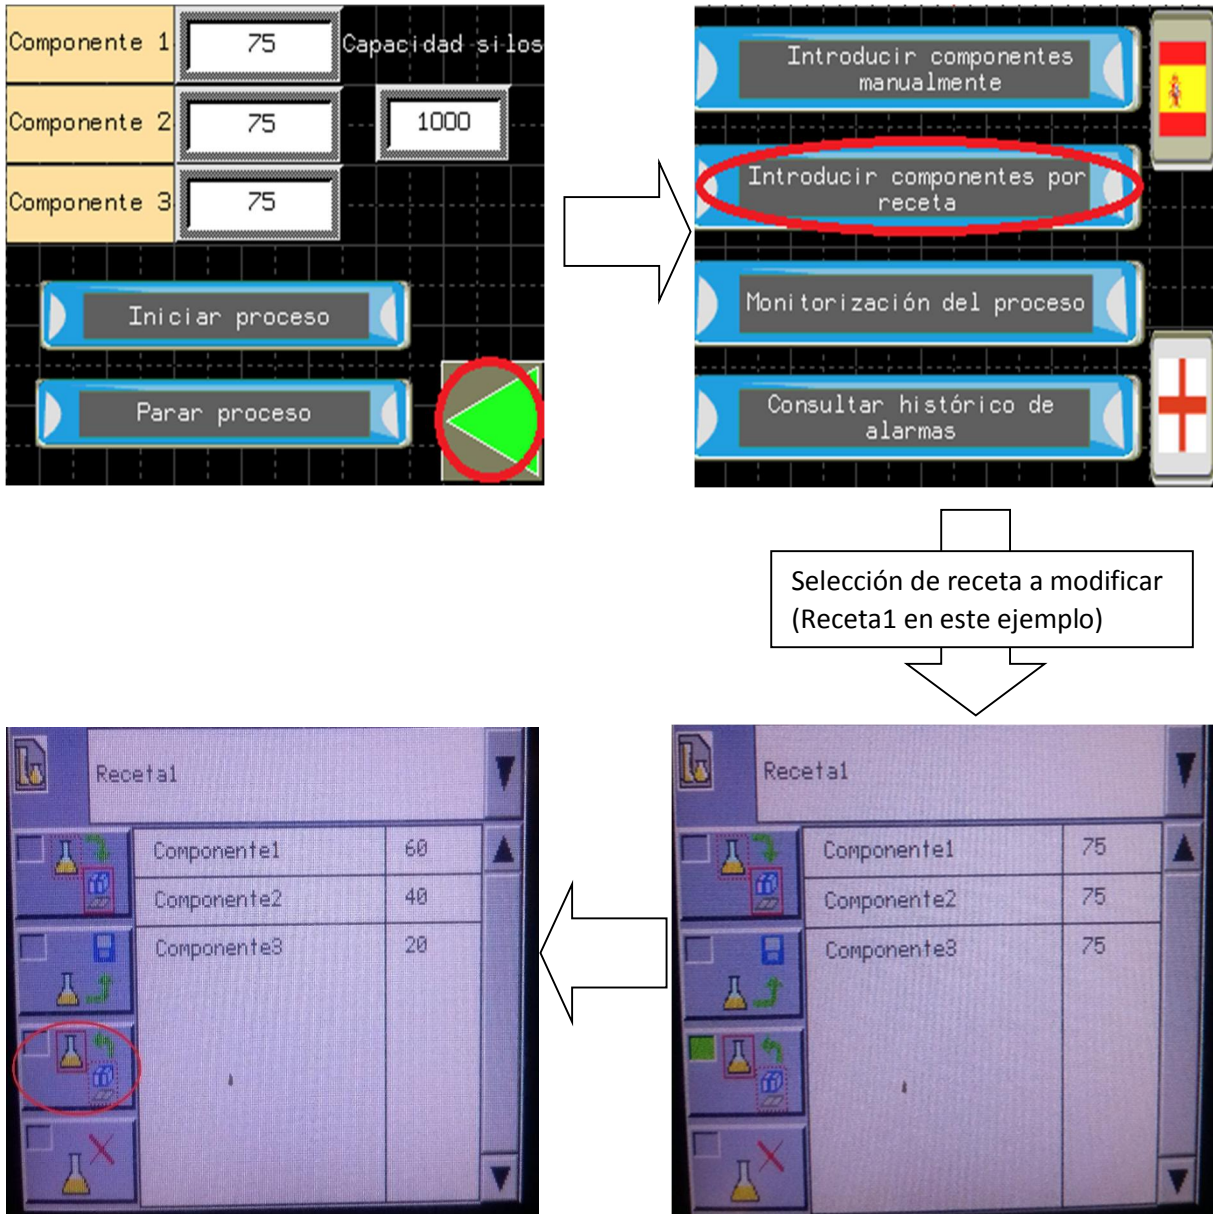 Componente 1
75
Capacidad silos
Componente 2
75
1000
Componente 3
75
Iniciar proceso
Parar proceso
Introducir componentes
manualmente
Introducir componentes por
receta
Monitorización del proceso
Consultar histórico de
alarmas
Selección de receta a modificar
(Receta1 en este ejemplo)
Receta1
Componente1 60
Componente2 40
Componente3 20
Receta1
Componente1 75
Componente2 75
Componente3 75